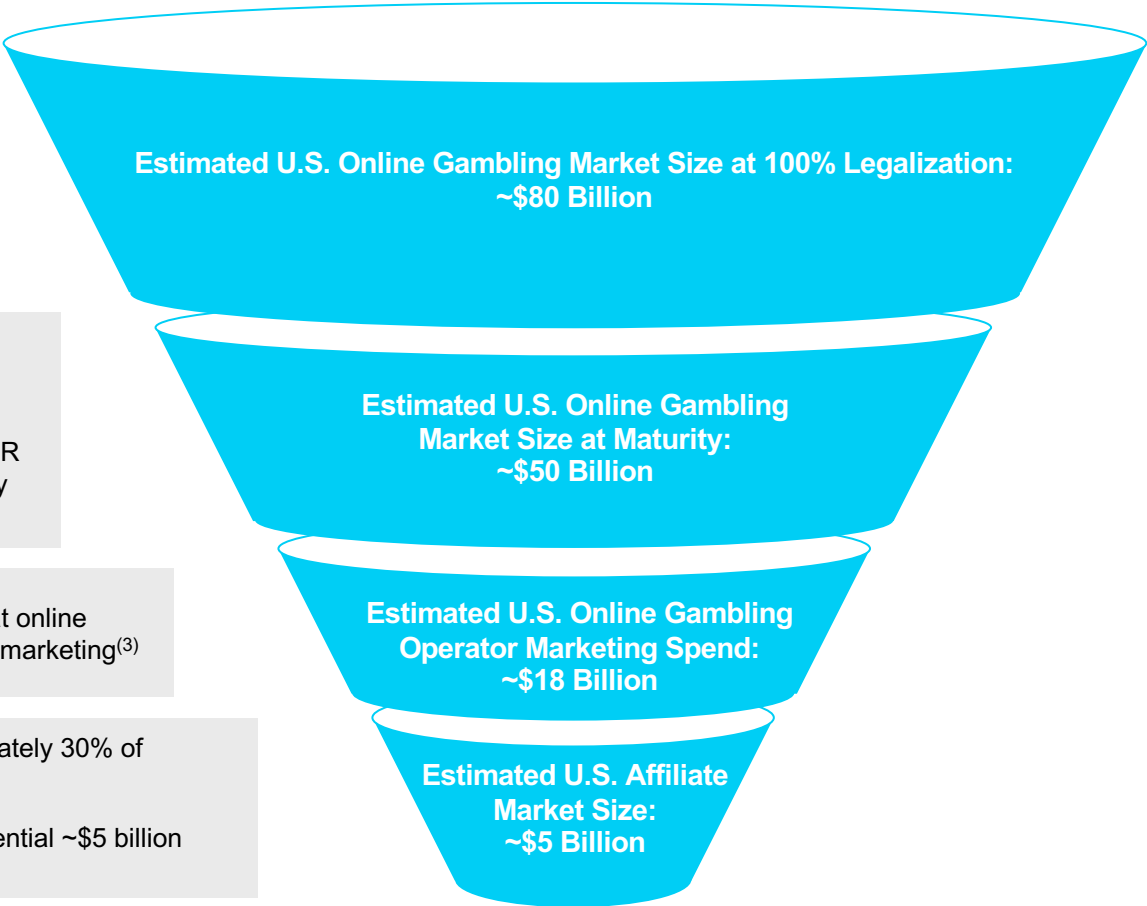 Estimated U.S. Online Gambling Market Size at 100% Legalization:
~$80 Billion
R
y
Estimated U.S. Online Gambling
Market Size at Maturity:
~$50 Billion
t online
marketing(3)
Estimated U.S. Online Gambling
Operator Marketing Spend:
~$18 Billion
ately 30% of
ential ~$5 billion
Estimated U.S. Affiliate
Market Size:
~$5 Billion